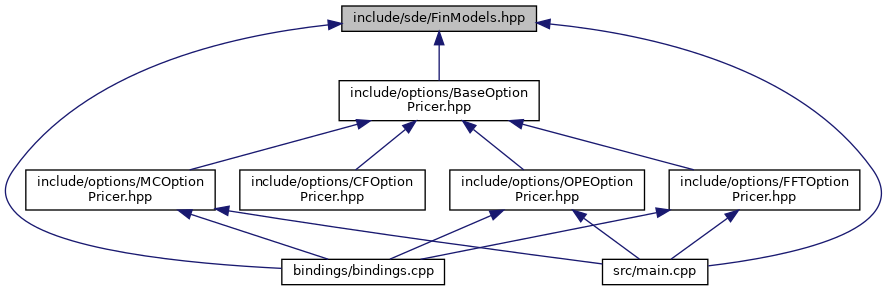 include/sde/FinModels.hpp
include/options/BaseOption
Pricer.hpp
include/options/MCOption
Pricer.hpp
include/options/CFOption
Pricer.hpp
include/options/OPEOption
Pricer.hpp
include/options/FFTOption
Pricer.hpp
bindings/bindings.cpp
src/main.cpp